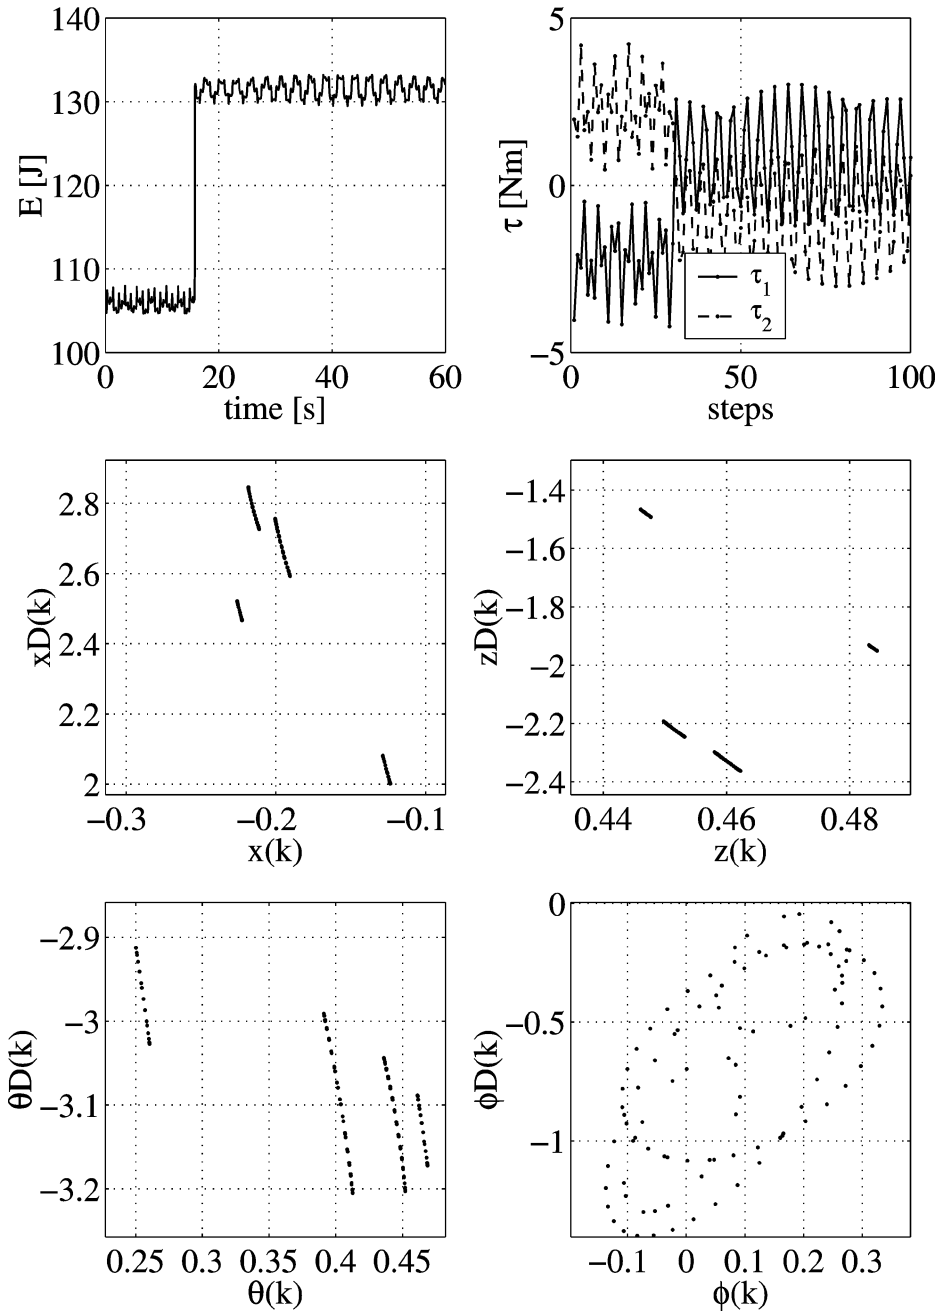 140
130
120
110
100
E [J]
0 20 40 60
time [s]
5
0
−5
τ [Nm]
τ1
τ2
0 50 100
steps
2.8
2.6
2.4
2.2
2
xD(k)
−0.3 −0.2 −0.1
x(k)
−1.4
−1.6
−1.8
−2
−2.2
−2.4
zD(k)
0.44 0.46 0.48
z(k)
−2.9
−3
−3.1
−3.2
θD(k)
0.25 0.3 0.35 0.4 0.45
θ(k)
0
−0.5
−1
ϕD(k)
−0.1 0 0.1 0.2 0.3
ϕ(k)